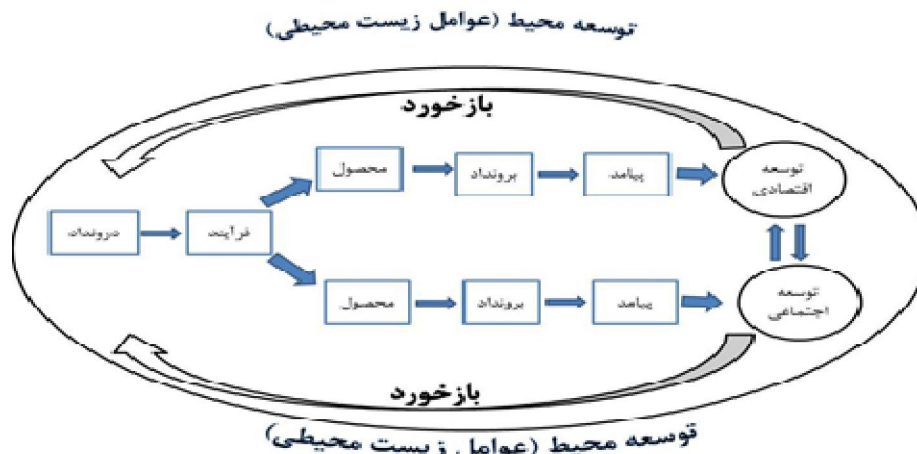 توسعه محیط (عوامل زیست محیطی)
بازخورد
محصول
برونداد
پیامد
توسعه
اقتصادی
درونداد
فرآیند
محصول
برونداد
پیامد
توسعه
اجتماعی
بازخورد
توسعه محیط (عوامل زیست محیطی)